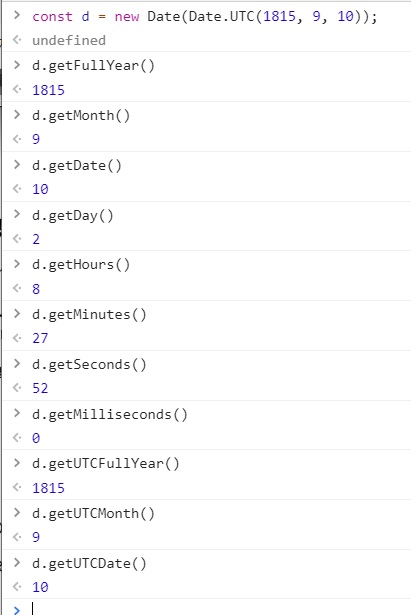 > const d = new Date(Date.UTC(1815, 9, 10));
undefined
> d.getFullYear()
1815
> d.getMonth()
9
> d.getDate()
10
> d.getDay()
2
> d.getHours()
8
> d.getMinutes()
27
> d.getSeconds()
52
> d.getMilliseconds()
0
> d.getUTCFullYear()
1815
> d.getUTCMonth()
9
> d.getUTCDate()
10
>